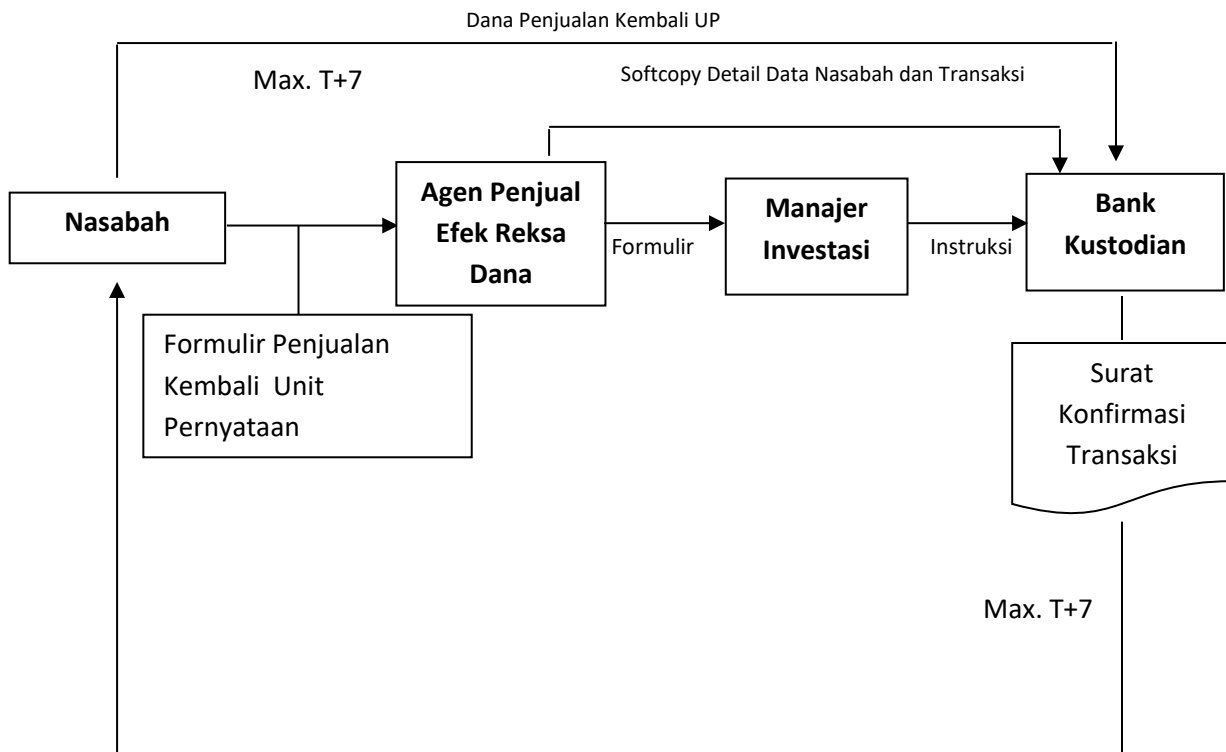 Dana Penjualan Kembali UP
Max. T+7
Softcopy Detail Data Nasabah dan Transaksi
Nasabah
Agen Penjual
Efek Reksa
Dana
Formulir
Manajer
Investasi
Instruksi
Bank
Kustodian
Formulir Penjualan
Kembali Unit
Pernyataan
Surat
Konfirmasi
Transaksi
Max. T+7